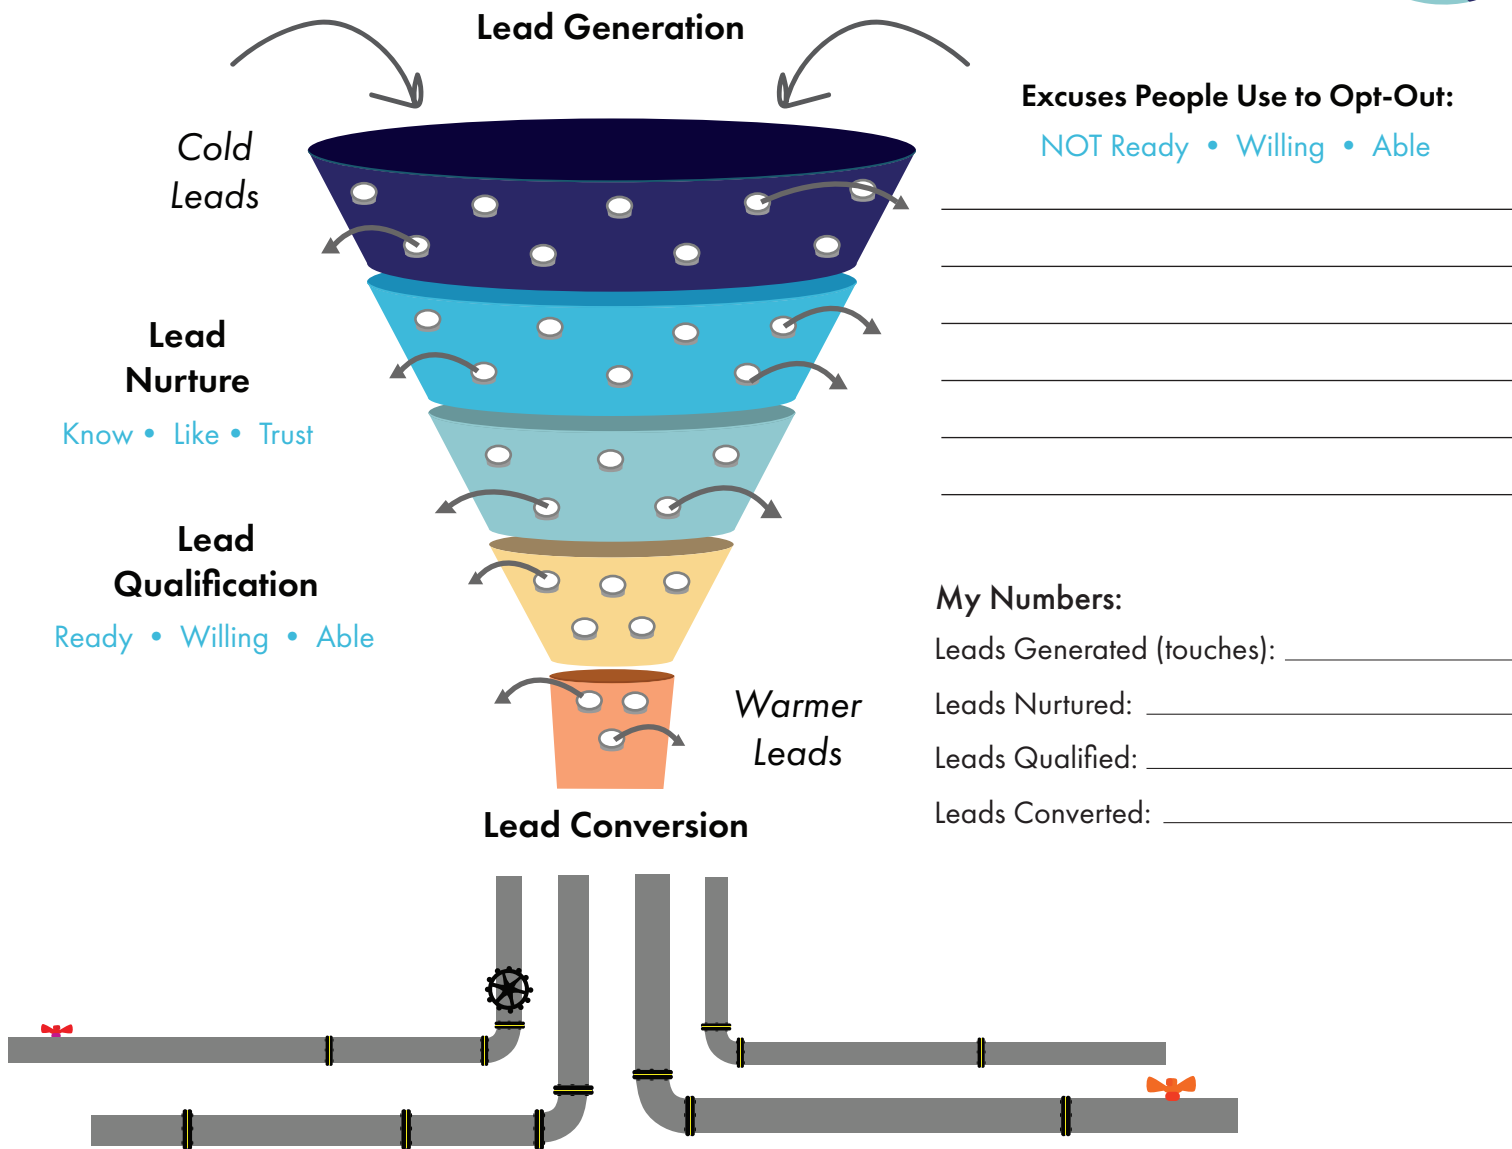 Lead Generation
Excuses People Use to Opt-Out:
NOT Ready • Willing • Able
Cold
Leads
Lead
Nurture
Know • Like • Trust
Lead
Qualification
Ready • Willing • Able
My Numbers:
Leads Generated (touches):
Leads Nurtured:
Leads Qualified:
Leads Converted:
Warmer
Leads
Lead Conversion